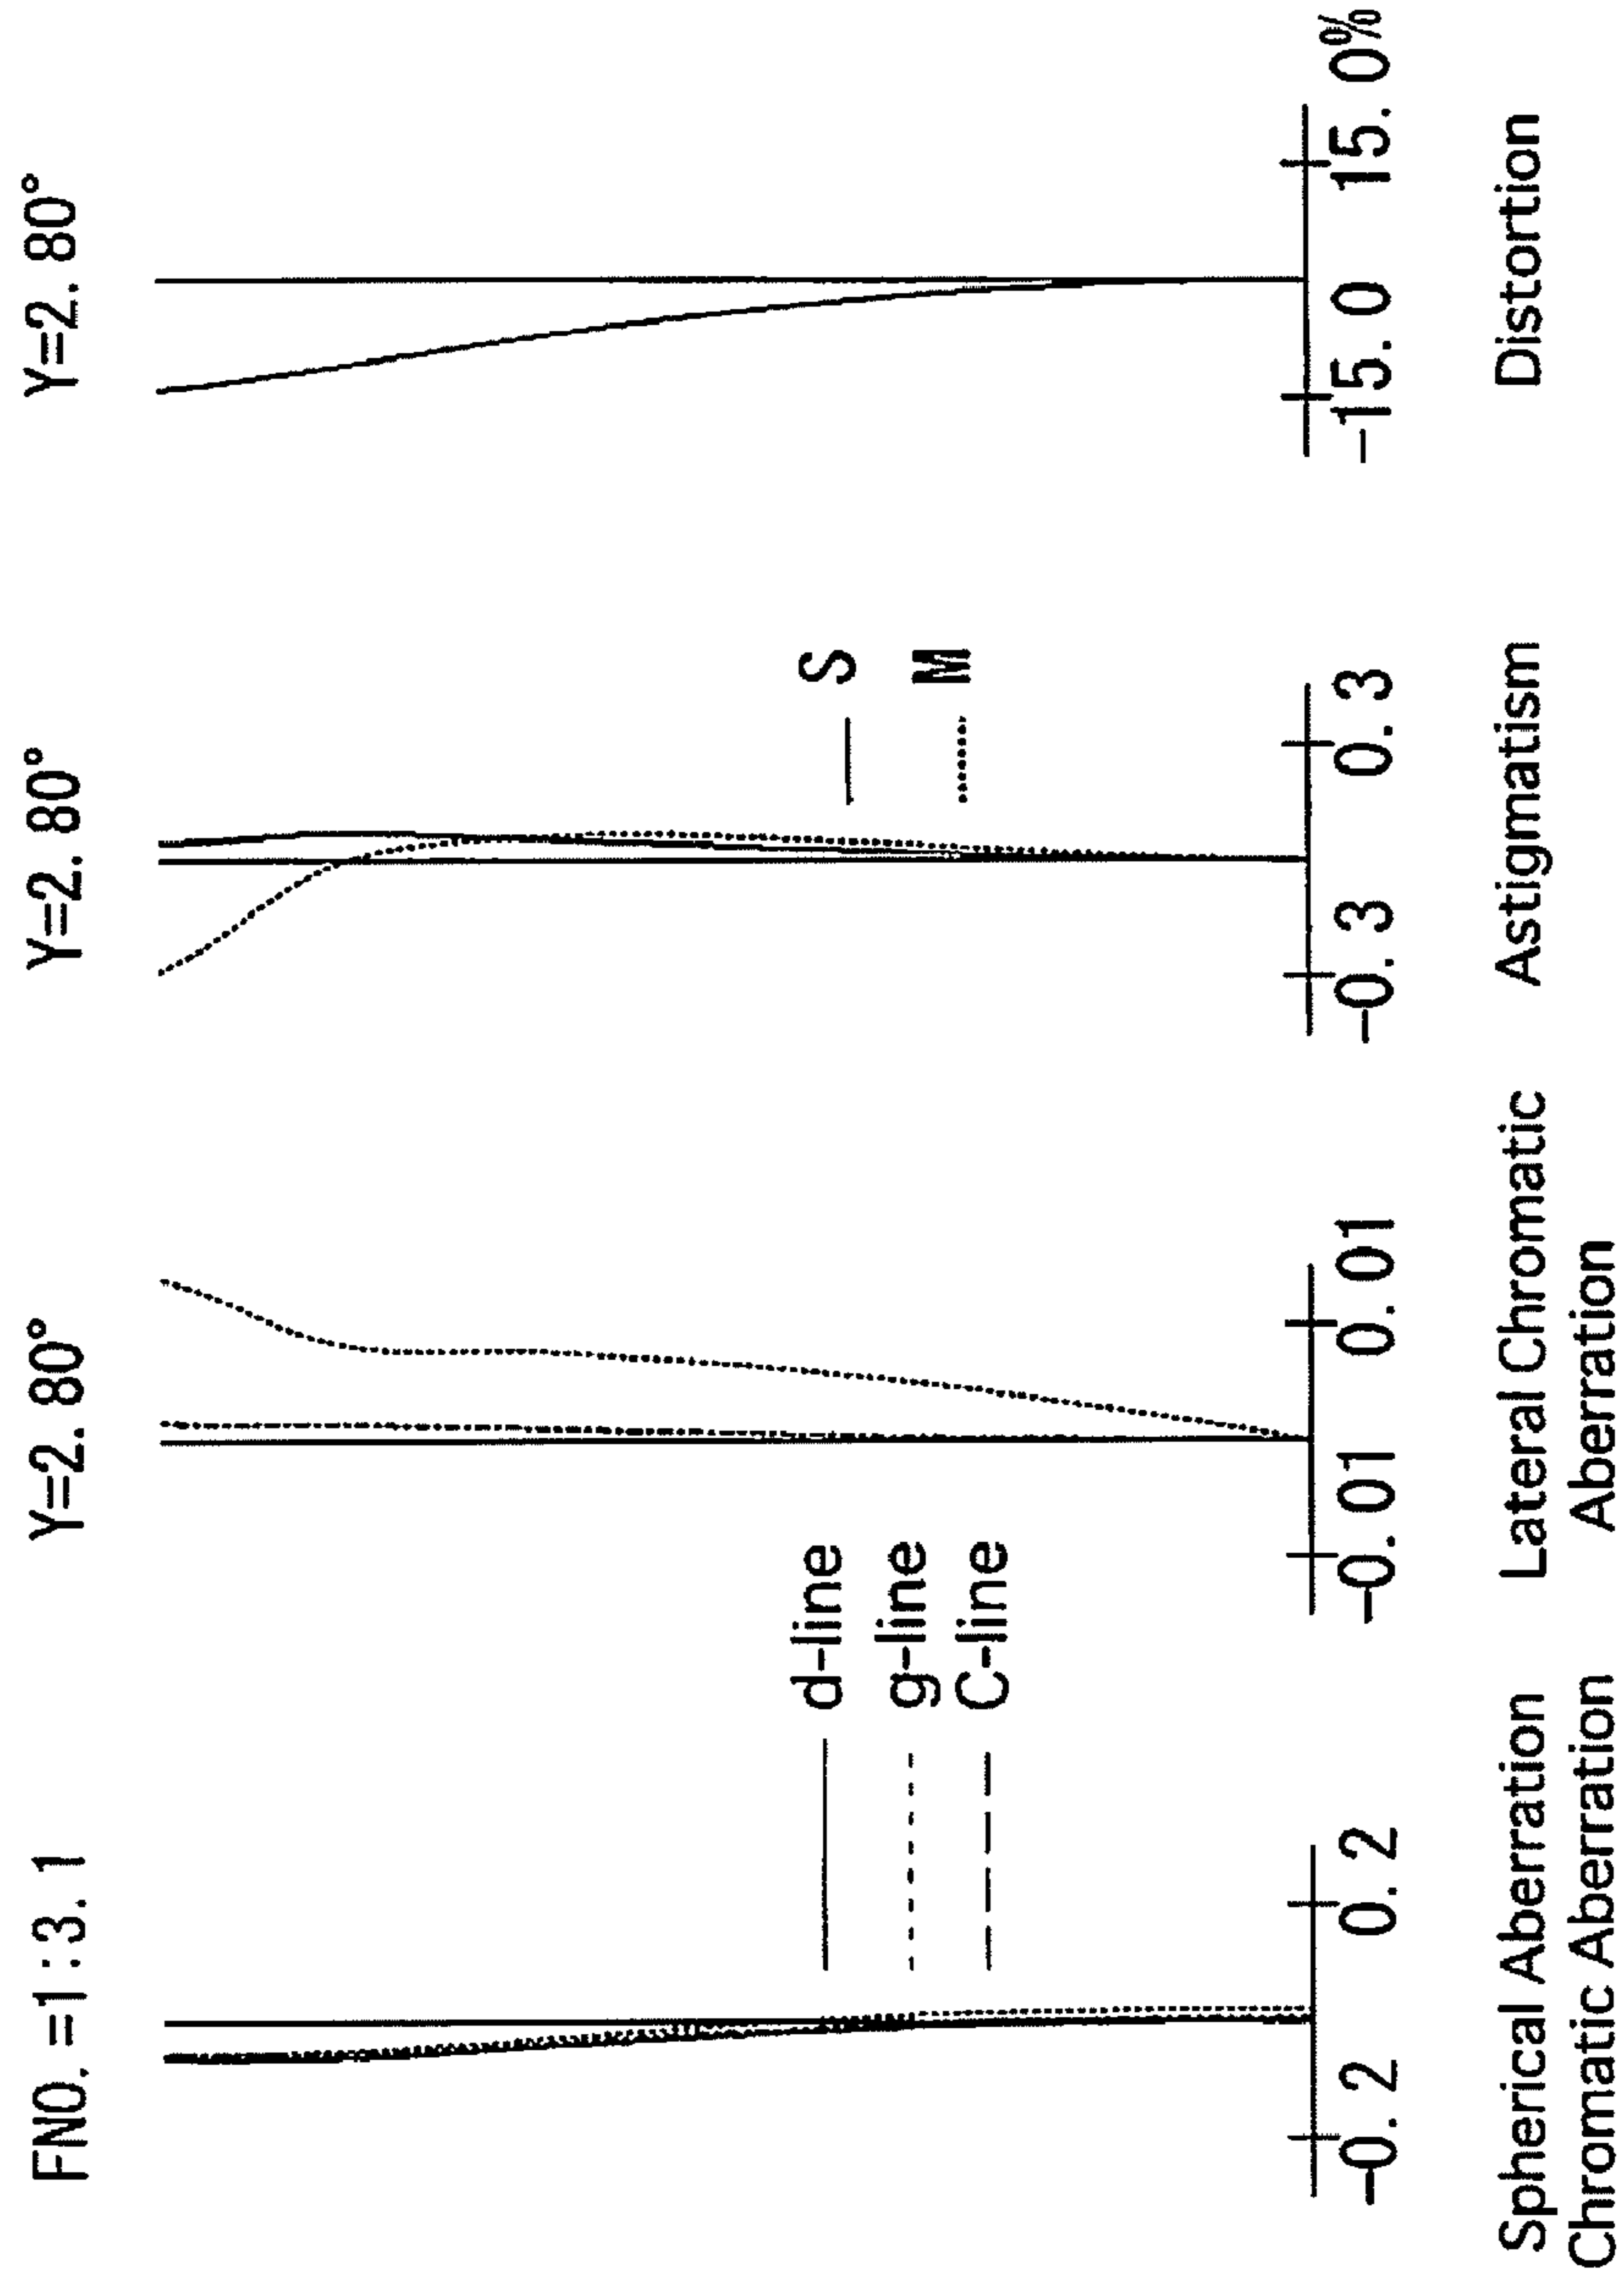 FNO. =1:3. 1
d-line
g-line
C-line
-0. 2
0. 2
Spherical Aberration
Chromatic Aberration
Y=2. 80°
-0. 01
0. 01
Lateral Chromatic
Aberration
Y=2. 80°
S
M
-0. 3
0. 3
Astigmatism
Y=2. 80°
-15. 0
15. 0%
Distortion